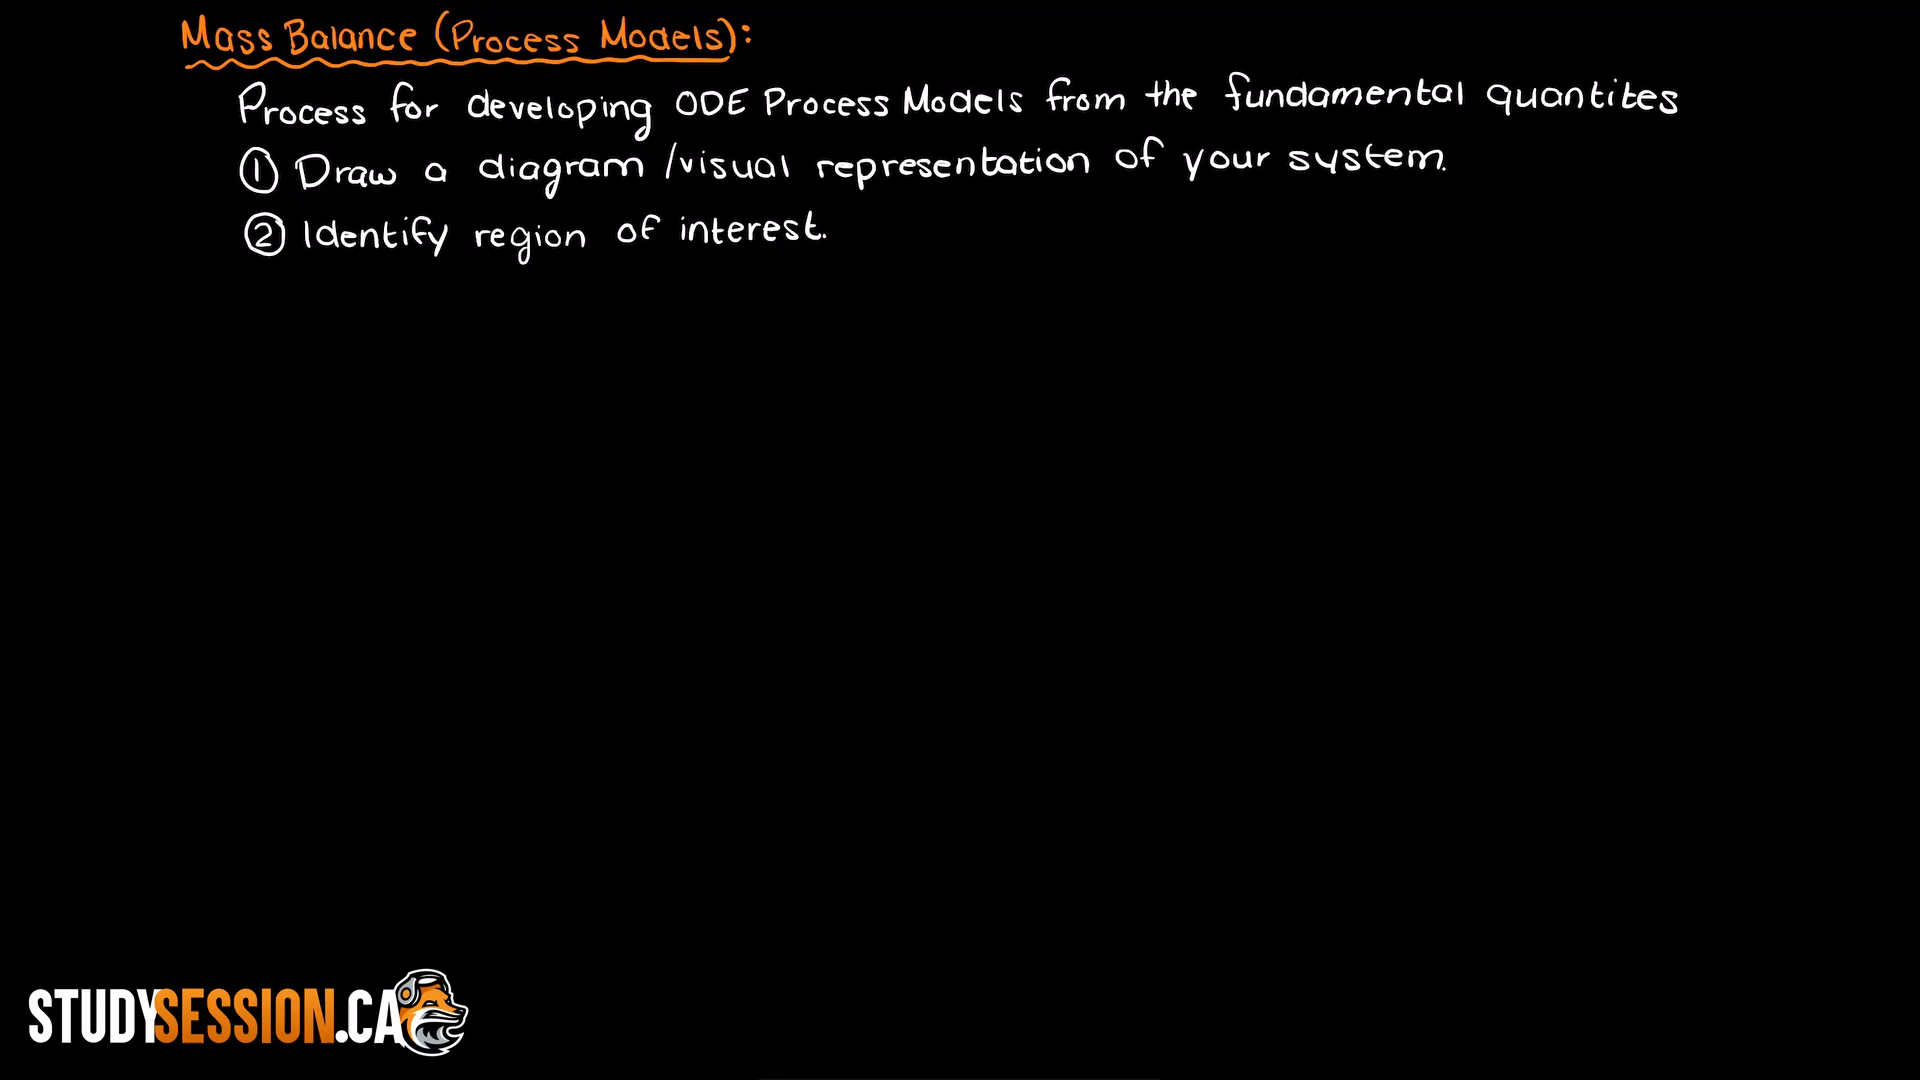 Mass Balance (Process Models):
Process for developing ODE Process Models from the fundamental quantites
① Draw a diagram /visual representation of your system.
② Identify region of interest.
STUDYSESSION.CA